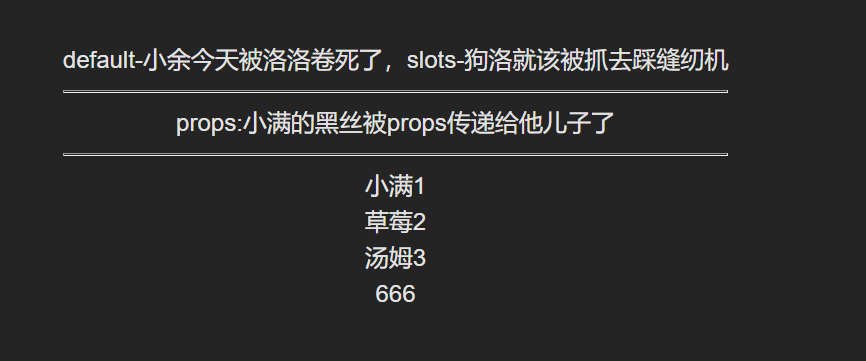 default-小余今天被洛洛卷死了，slots-狗洛就该被抓去踩缝纫机
props:小满的黑丝被props传递给他儿子了
小满1
草莓2
汤姆3
666